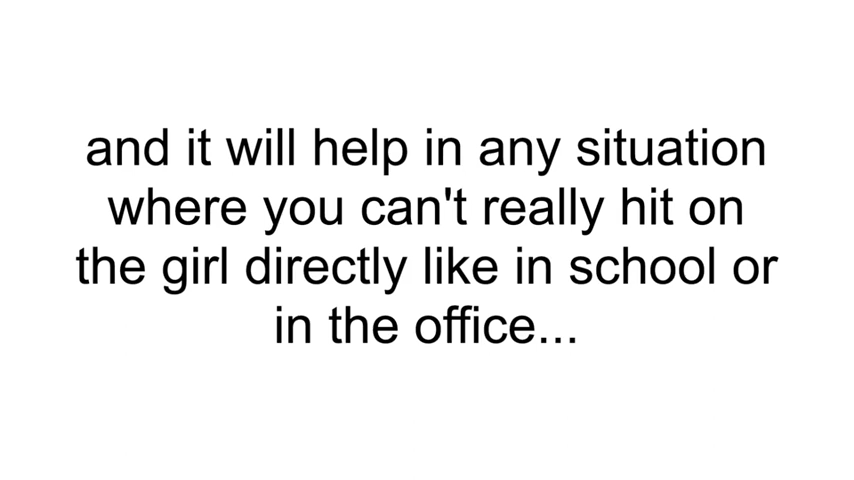 and it will help in any situation
where you can't really hit on
the girl directly like in school or
in the office...